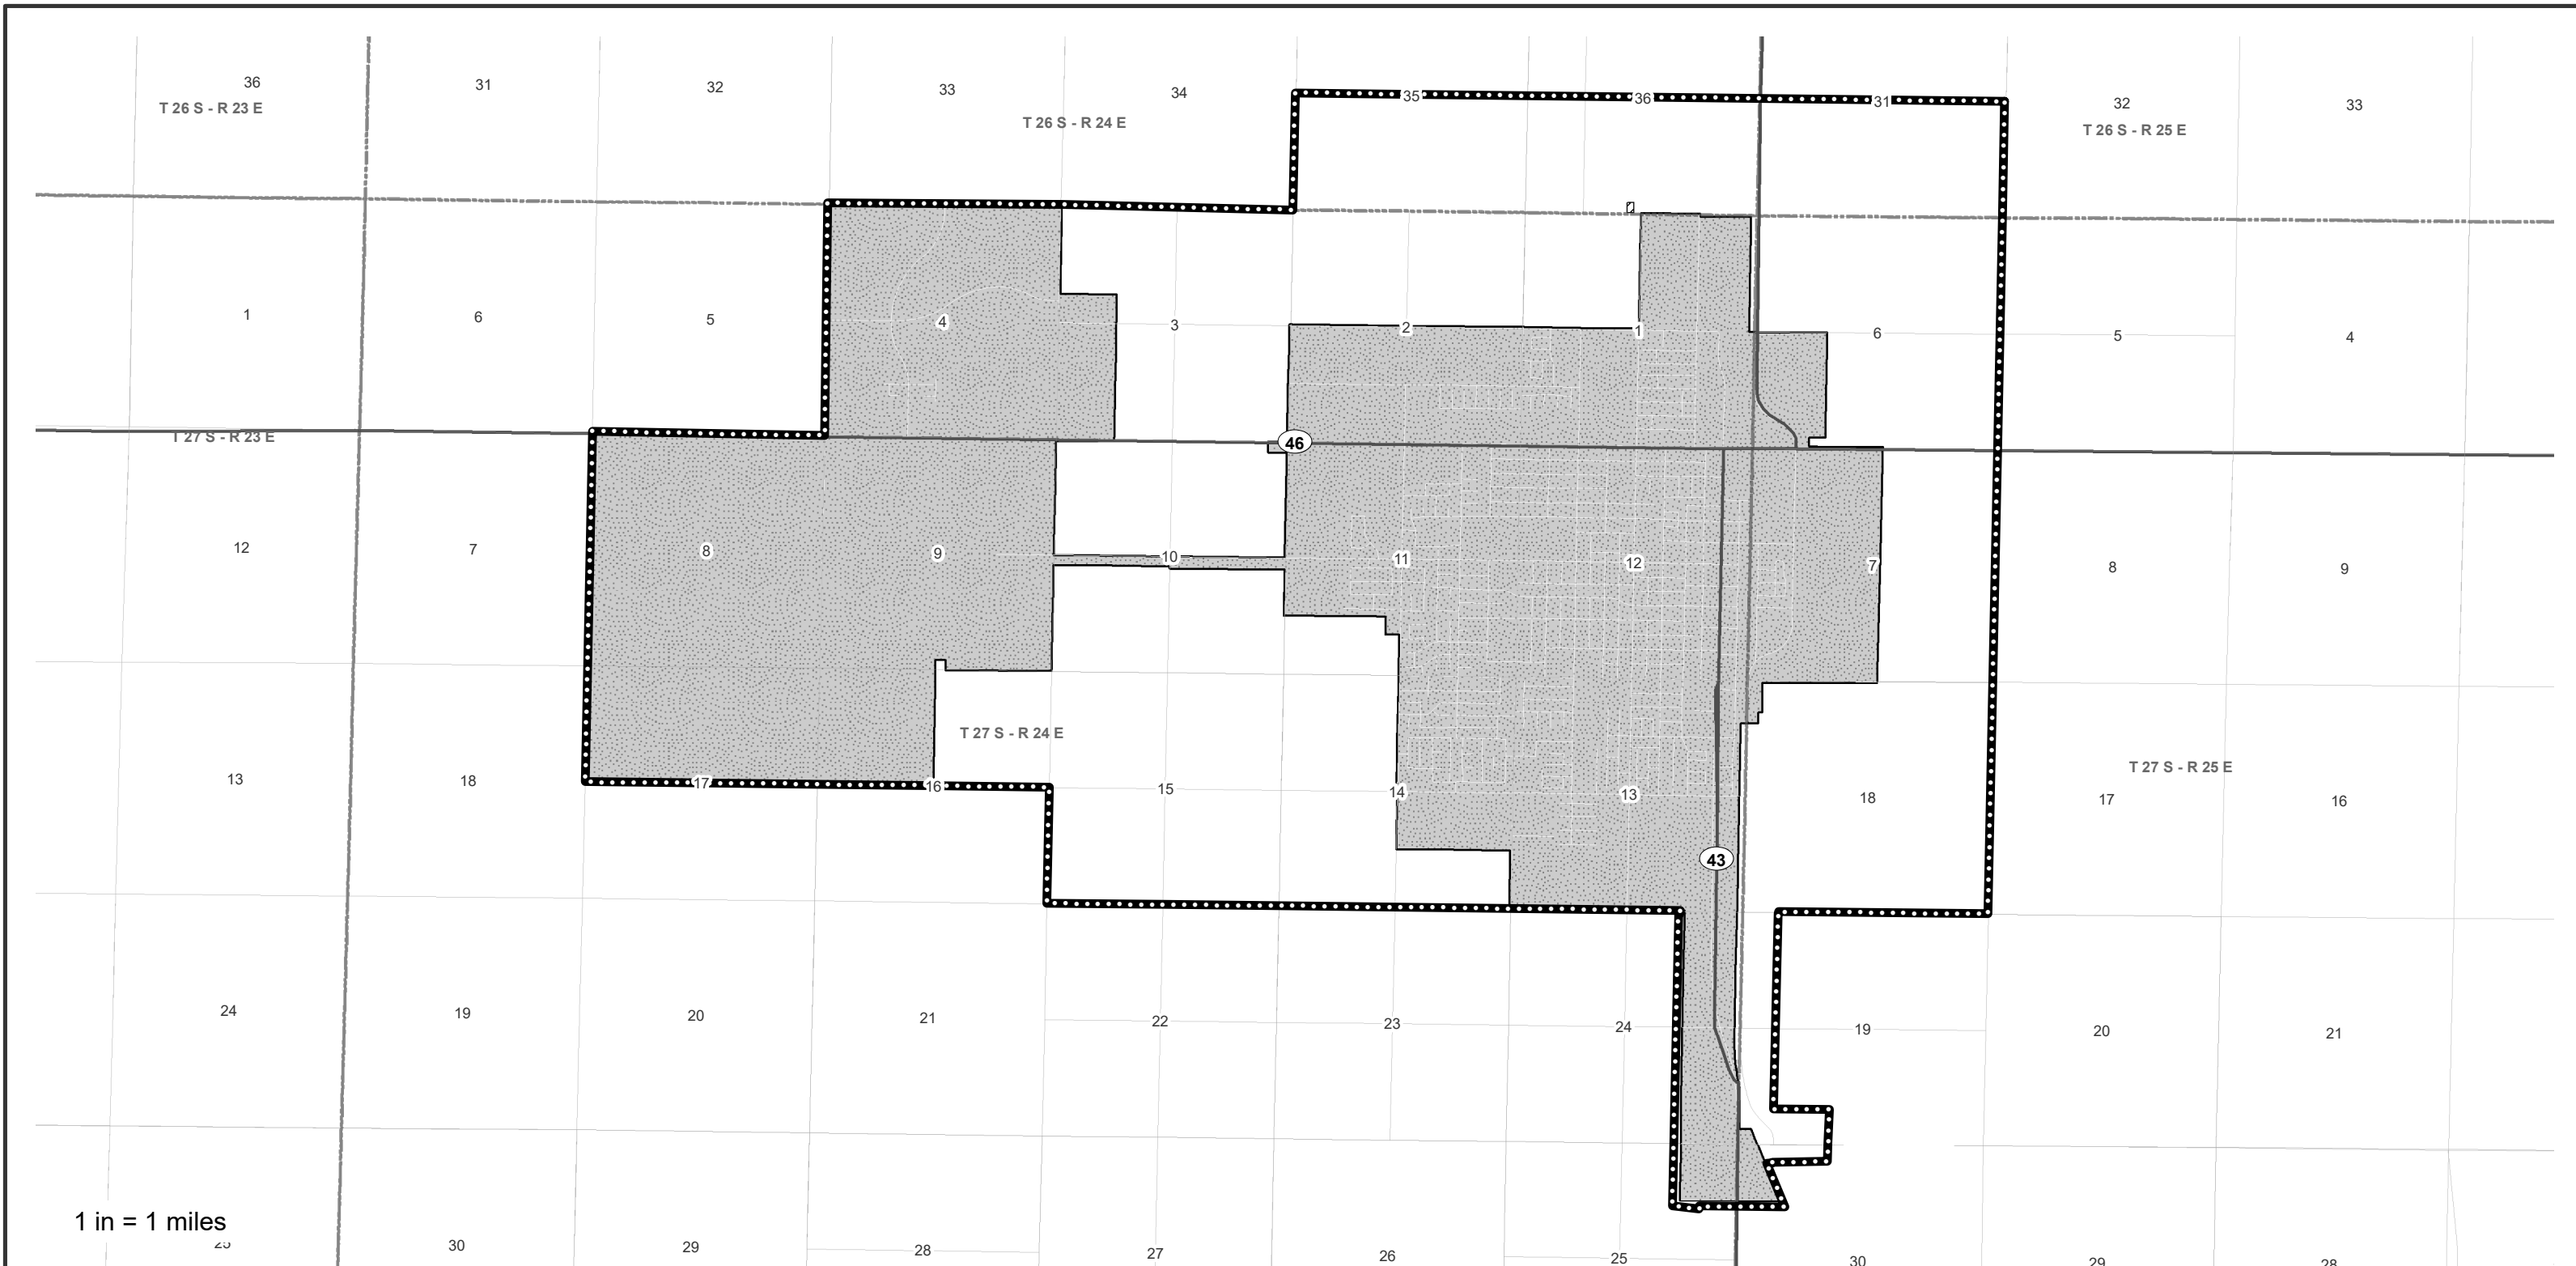 36 31 32 33 34 35 36 31 32 33
T 26 S - R 23 E T 26 S - R 24 E T 26 S - R 25 E
1 6 5 4 3 2 1 6 5 4
T 27 S - R 23 E 46
12 7 8 9 10 11 12 7 8 9
T 27 S - R 24 E T 27 S - R 25 E
13 18 17 16 15 14 13 18 17 16
43
24 19 20 21 22 23 24 19 20 21
1 in = 1 miles
25 30 29 28 27 26 25 30 29 28